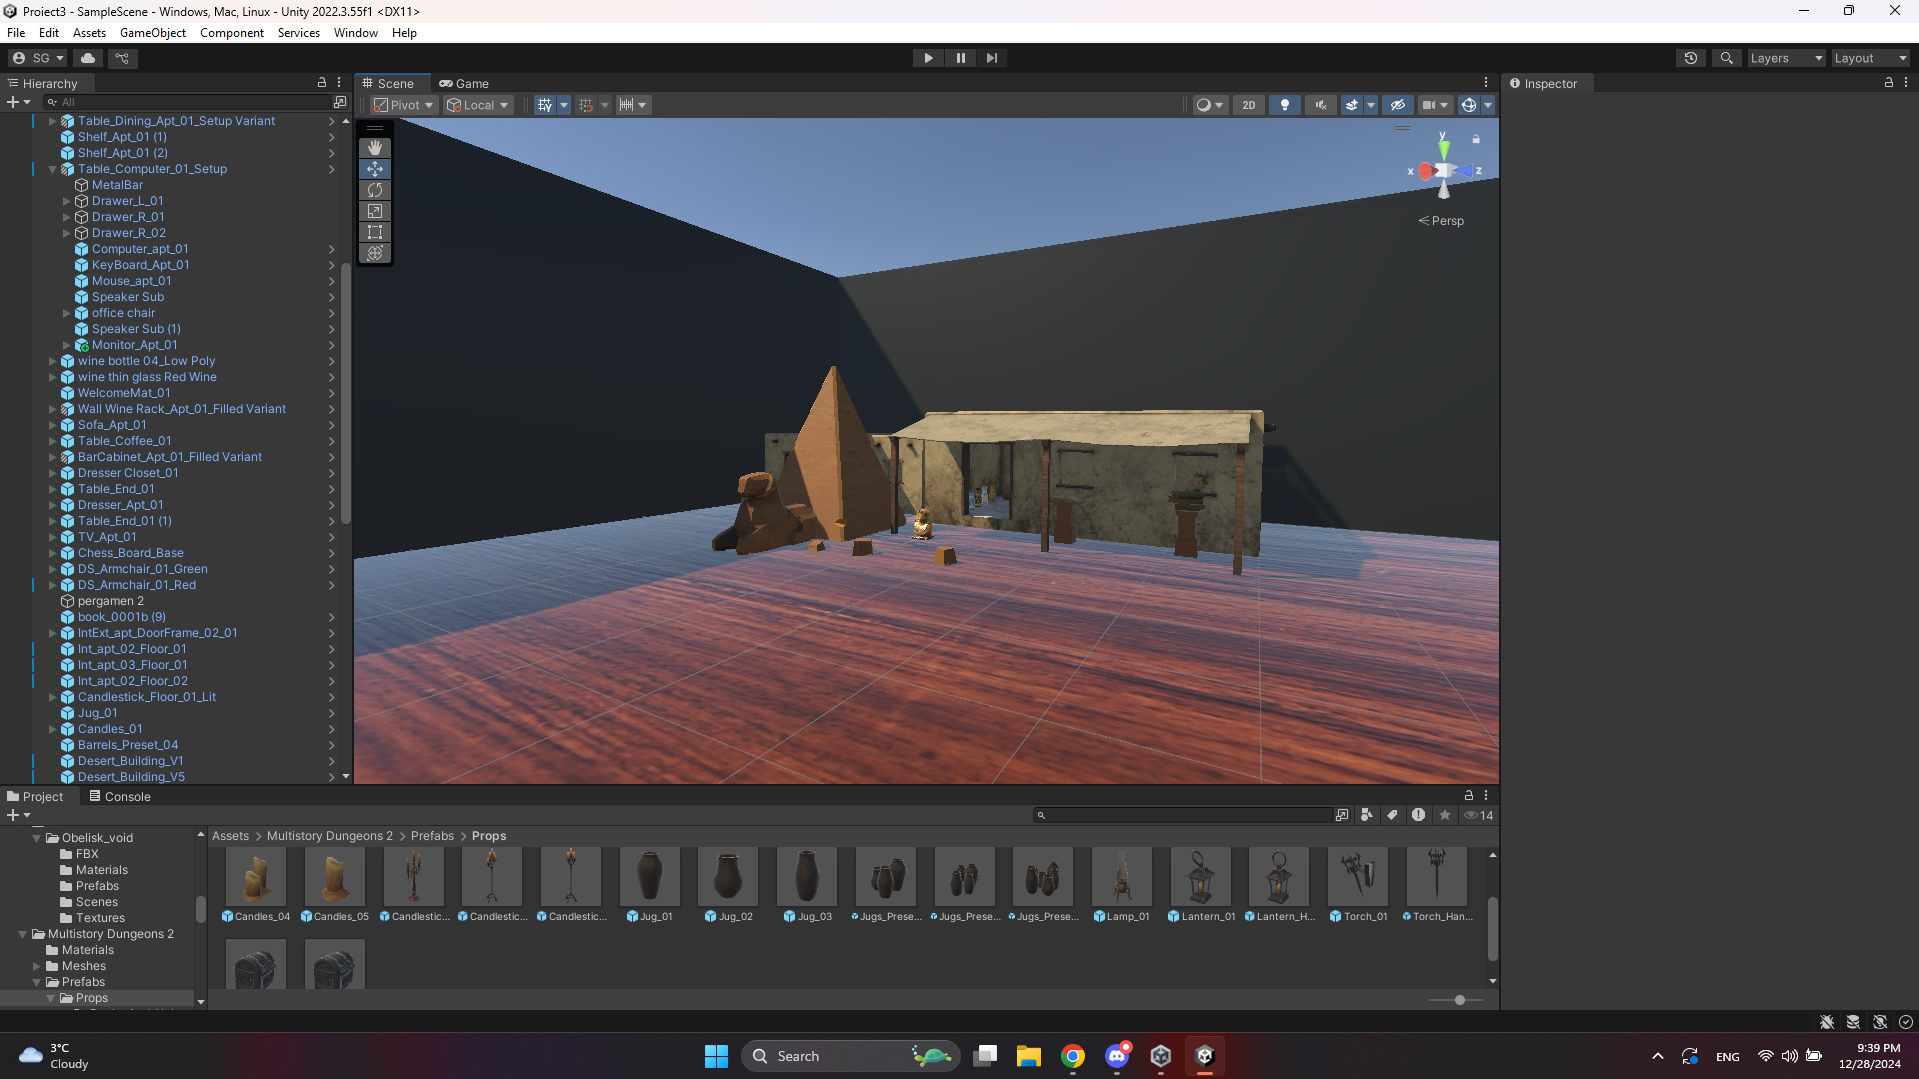 Proiect3 - SampleScene - Windows, Mac, Linux - Unity 2022.3.55f1 <DX11>
File Edit Assets GameObject Component Services Window Help
SG
Layers
Layout
Hierarchy
All
Table_Dining_Apt_01_Setup Variant
Shelf_Apt_01 (1)
Shelf_Apt_01 (2)
Table_Computer_01_Setup
MetalBar
Drawer_L_01
Drawer_R_01
Drawer_R_02
Computer_apt_01
KeyBoard_Apt_01
Mouse_apt_01
Speaker Sub
office chair
Speaker Sub (1)
Monitor_Apt_01
wine bottle 04_Low Poly
wine thin glass Red Wine
WelcomeMat_01
Wall Wine Rack_Apt_01_Filled Variant
Sofa_Apt_01
Table_Coffee_01
BarCabinet_Apt_01_Filled Variant
Dresser Closet_01
Table_End_01
Dresser_Apt_01
Table_End_01 (1)
TV_Apt_01
Chess_Board_Base
DS_Armchair_01_Green
DS_Armchair_01_Red
pergamen 2
book_0001b (9)
IntExt_apt_DoorFrame_02_01
Int_apt_02_Floor_01
Int_apt_03_Floor_01
Int_apt_02_Floor_02
Candlestick_Floor_01_Lit
Jug_01
Candles_01
Barrels_Preset_04
Desert_Building_V1
Desert_Building_V5
Scene Game
Pivot Local 2D
y
x z
Persp
Inspector
Project Console
14
Obelisk_void
FBX
Materials
Prefabs
Scenes
Textures
Multistory Dungeons 2
Materials
Meshes
Prefabs
Props
Assets > Multistory Dungeons 2 > Prefabs > Props
Candles_04 Candles_05 Candlestic... Candlestic... Candlestic... Jug_01 Jug_02 Jug_03 Jugs_Prese... Jugs_Prese... Jugs_Prese... Lamp_01 Lantern_01 Lantern_H... Torch_01 Torch_Han...
3°C
Cloudy
Search
ENG
9:39 PM
12/28/2024